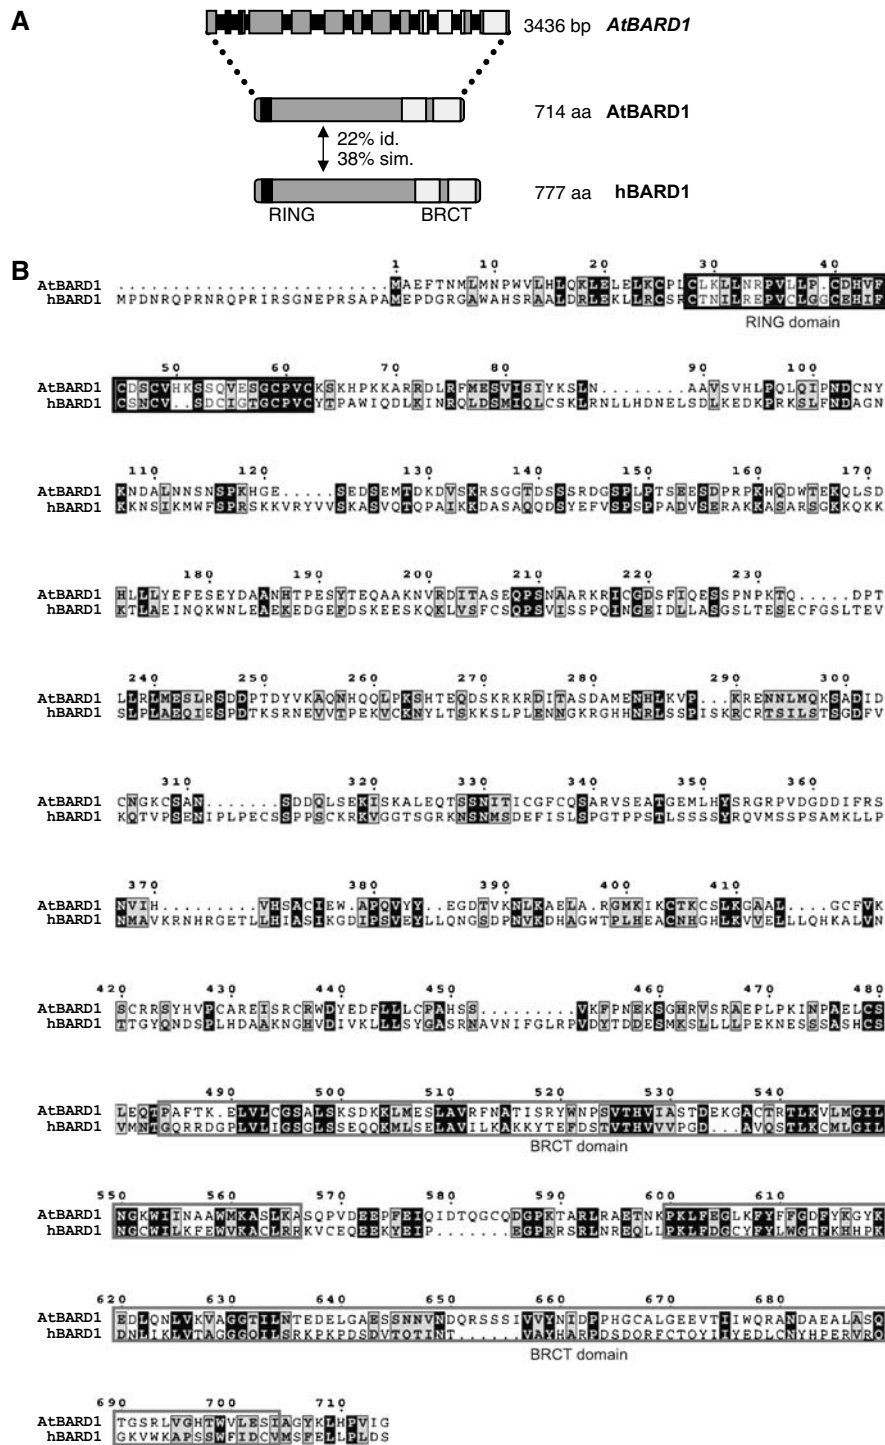 A
3436 bp AtBARD1
714 aa AtBARD1
22% id.
38% sim.
777 aa hBARD1
RING BRCT
B
1 10 20 30 40
AtBARD1 .........................MAEFTNMLMNPWVLHLQKLELELKCPLCLKLLNRPVLLP.CDHVF
hBARD1 MPDNRQPRNRQPRIRSGNEPRSAPAMEPDGRGAWAHSRAALDRLEKLLRCSRCTNILREPVCLGGCEHIF
RING domain
50 60 70 80 90 100
AtBARD1 CDSCVHKSSQVESGCPVCKSKHPKKARRDLRFMESVISIYKSLN........AAVSVHLPQLQIPNDCNY
hBARD1 CSNCV..SDCIGTGCPVCYTPAWIQDLKINRQLDSMIQLCSKLRNLLHDNELSDLKEDKPRKSLFNDAGN
110 120 130 140 150 160 170
AtBARD1 KNDALNNSNSPKHGE.....SEDSEMTDKDVSKRSGGTDSSSRDGSPLPTSEESDPRPKHQDWTEKQLSD
hBARD1 KKNSIKMWFSPRSKKVRYVVSKASVQTQPAIKKDASAQQDSYEFVSPSPPADVSERAKKASARSGKKQKK
180 190 200 210 220 230
AtBARD1 HLLLYEFESEYDAANHTPESYTEQAAKNVRDITASEQPSNAARKRICGDSFIQESSPNPKTQ.....DPT
hBARD1 KTLAEINQKWNLEAEKEDGEFDSKEESKQKLVSFCSQPSVISSPQINGEIDLLASGSLTESECFGSLTEV
240 250 260 270 280 290 300
AtBARD1 LLRLMESLRSDDPTDYVKAQNHQQLPKSHTEQDSKRKRDITASDAMENHLKVP...KRENNLMQKSADID
hBARD1 SLPLAEQIESPDTKSRNEVVTPEKVCKNYLTSKKSLPLENNGKRGHHNRLSSPISKRCRTSILSTSGDFV
310 320 330 340 350 360
AtBARD1 CNGKCSAN.......SDDQLSEKISKALEQTSSNITICGFCQSARVSEATGEMLHYSRGRPVDGDDIFRS
hBARD1 KQTVPSENIPLPECSSPPSCKRKVGGTSGRKNSNMSDEFISLSPGTPPSTLSSSSYRQVMSSPSAMKLLP
370 380 390 400 410
AtBARD1 NVIH.........VHSACIEW.APQVYY..EGDTVKNLKAELA.RGMKIKCTKCSLKGAAL...GCFVK
hBARD1 NMAVKRNHRGETLLHIASIKGDIPSVEYLLQNGSDPNVKDHAGWTPLHEACNHGHLKVVELLLQHKALVN
420 430 440 450 460 470 480
AtBARD1 SCRRSYHVPCAREISRCRWDYEDFLLLCPAHSS.........VKFPNEKSGHRVSRAEPLPKINPAELCS
hBARD1 TTGYQNDSPLHDAAKNGHVDIVKLLLSYGASRNAVNIFGLRPVDYTDDESMKSLLLLPEKNESSSASHCS
490 500 510 520 530 540
AtBARD1 LEQTPAFTK.ELVLCGSALSKSDKKLMESLAVRFNATISRYWNPSVTHVIASTDEKGACTRTLKVLMGIL
hBARD1 VMNTGQRRDGPLVLIGSGLSSEQQKMLSELAVILKAKKYTEFDSTVTHVVVPGD...AVQSTLKCMLGIL
BRCT domain
550 560 570 580 590 600 610
AtBARD1 NGKWIINAAWMKASLKASQPVDEEPFEIQIDTQGCQDGPKTARLRAETNKPKLFEGLKFYFFGDFYKGYK
hBARD1 NGCWILKFEWVKACLRRKVCEQEEKYEIP.......EGPRRSRLNREQLLPKLFDGCYFYLWGTFKHHPK
620 630 640 650 660 670 680
AtBARD1 EDLQNLVKVAGGTILNTEDELGAESSNNVNDQRSSSIVVYNIDPPHGCALGEEVTIIWQRANDAEALASQ
hBARD1 DNLIKLVTAGGGQILSRKPKPDSDVTQTINT......VAYHARPDSDQRFCTQYIIYEDLCNYHPERVRQ
BRCT domain
690 700 710
AtBARD1 TGSRLVGHTWVLESIAGYKLHPVIG
hBARD1 GKVWKAPSSWFIDCVMSFELLPLDS